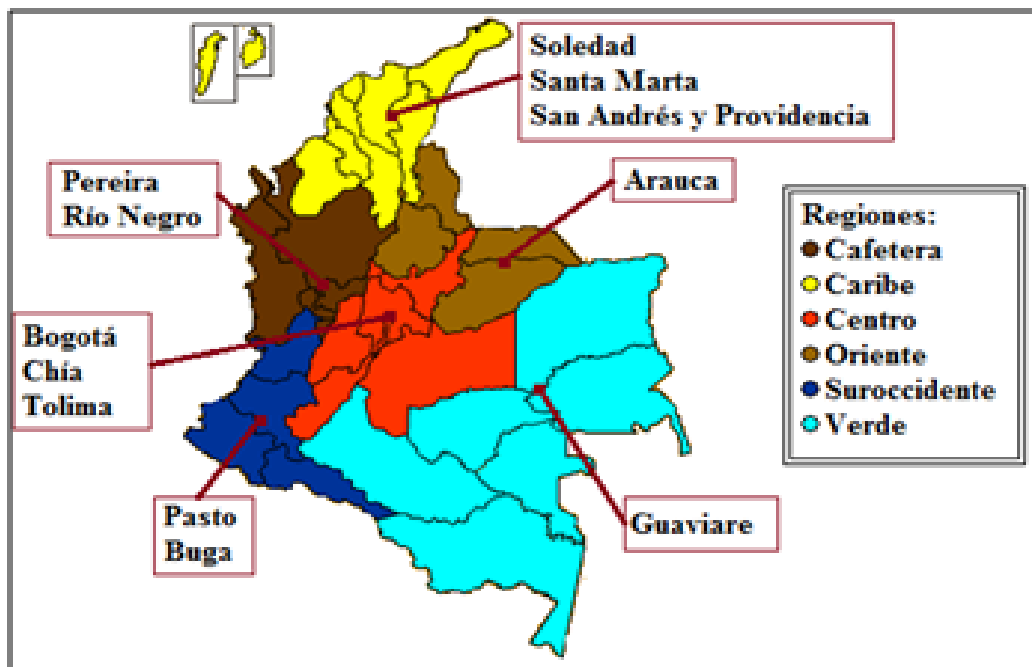 Soledad
Santa Marta
San Andrés y Providencia
Pereira
Río Negro
Arauca
Regiones:
Cafetera
Caribe
Centro
Oriente
Suroccidente
Verde
Bogotá
Chía
Tolima
Pasto
Buga
Guaviare